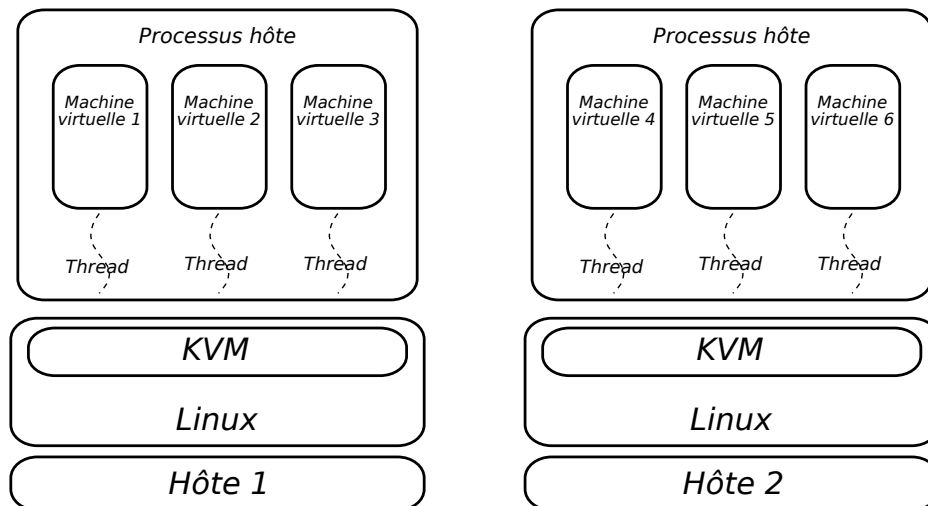 Processus hôte
Machine
virtuelle 1
Machine
virtuelle 2
Machine
virtuelle 3
Thread
Thread
Thread
KVM
Linux
Hôte 1
Processus hôte
Machine
virtuelle 4
Machine
virtuelle 5
Machine
virtuelle 6
Thread
Thread
Thread
KVM
Linux
Hôte 2